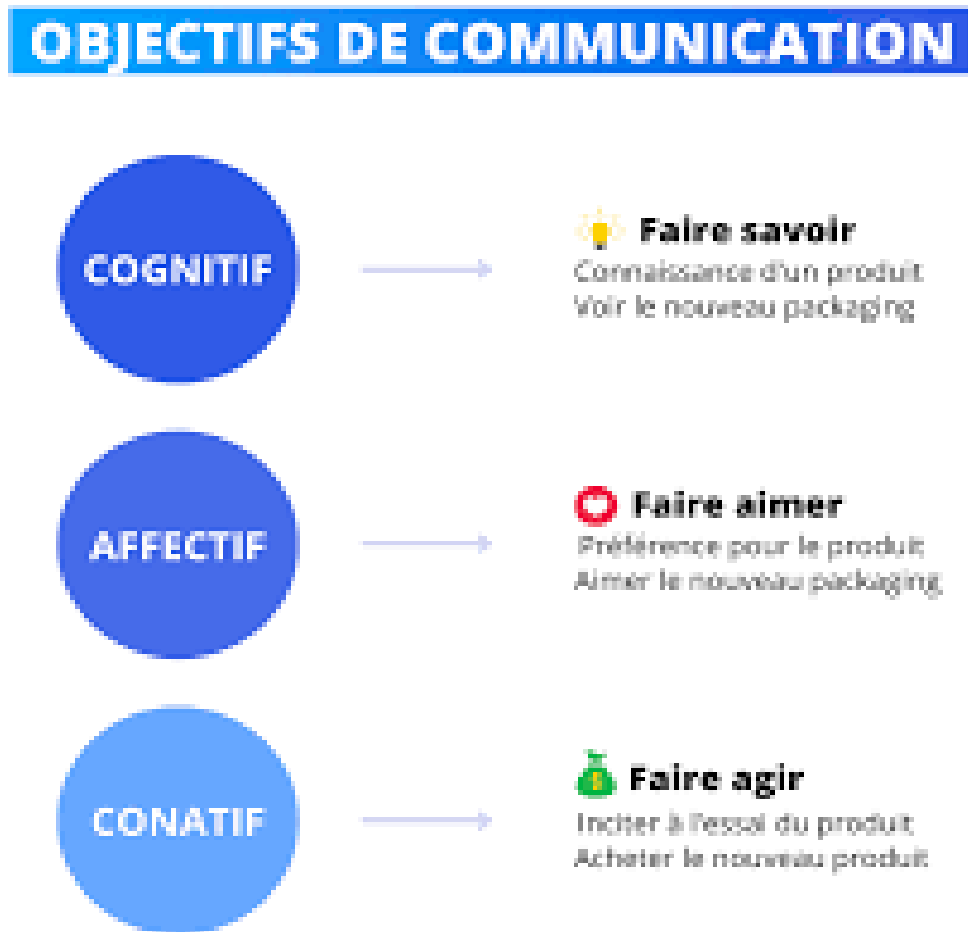 OBJECTIFS DE COMMUNICATION
COGNITIF
Faire savoir
Connaissance d'un produit
Voir le nouveau packaging
AFFECTIF
Faire aimer
Préférence pour le produit
Aimer le nouveau packaging
CONATIF
Faire agir
Inciter à l'essai du produit
Acheter le nouveau produit